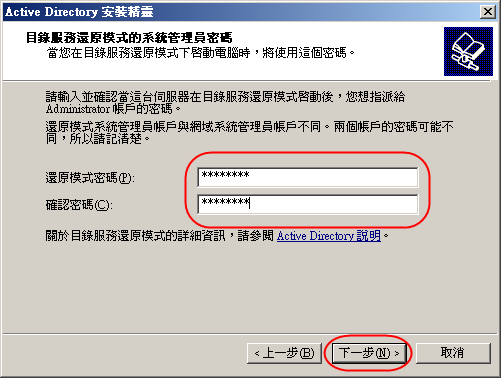 Active Directory 安裝精靈
目錄服務還原模式的系統管理員密碼
當您在目錄服務還原模式下啓動電腦時，將使用這個密碼。
請輸入並確認當這台伺服器在目錄服務還原模式啓動後，您想指派給
Administrator 帳戶的密碼。
還原模式系統管理員帳戶與網域系統管理員帳戶不同。兩個帳戶的密碼可能不
同，所以請記清楚。
還原模式密碼(P): ********
確認密碼(C): ********
關於目錄服務還原模式的詳細資訊，請參閱 Active Directory 說明。
< 上一步(B) 下一步(N) > 取消